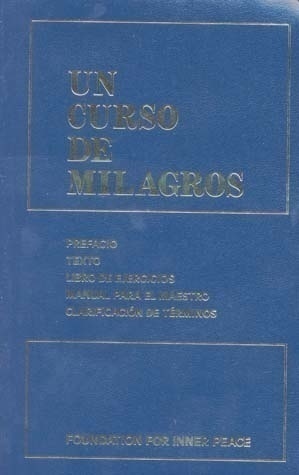 UN
CURSO
DE
MILAGROS
PREFACIO
TEXTO
LIBRO DE EJERCICIOS
MANUAL PARA EL MAESTRO
CLARIFICACIÓN DE TÉRMINOS
FOUNDATION FOR INNER PEACE